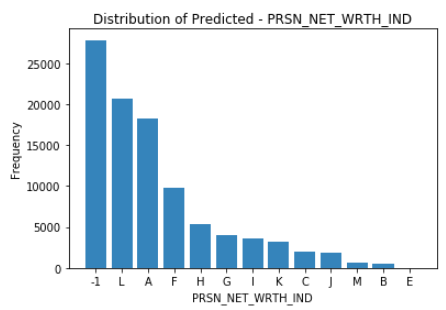 Distribution of Predicted - PRSN_NET_WRTH_IND
25000
20000
15000
10000
5000
0
Frequency
-1 L A F H G I K C J M B E
PRSN_NET_WRTH_IND